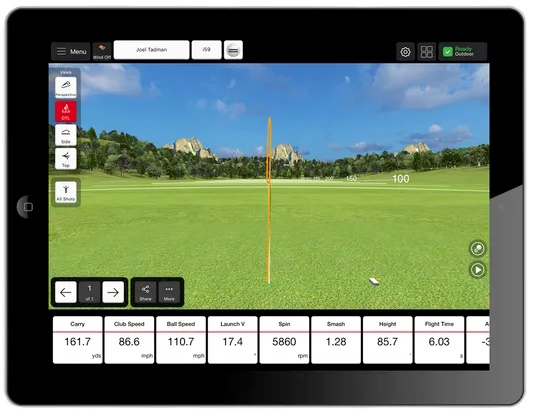 Menu
Wind Off
Joel Tadman
i59
Ready
Outdoor
Views
Perspective
DTL
Side
Top
All Shots
150
100
1
of 1
Share
More
Carry
161.7
yds
Club Speed
86.6
mph
Ball Speed
110.7
mph
Launch V
17.4
°
Spin
5860
rpm
Smash
1.28
Height
85.7
'
Flight Time
6.03
s
A
-3